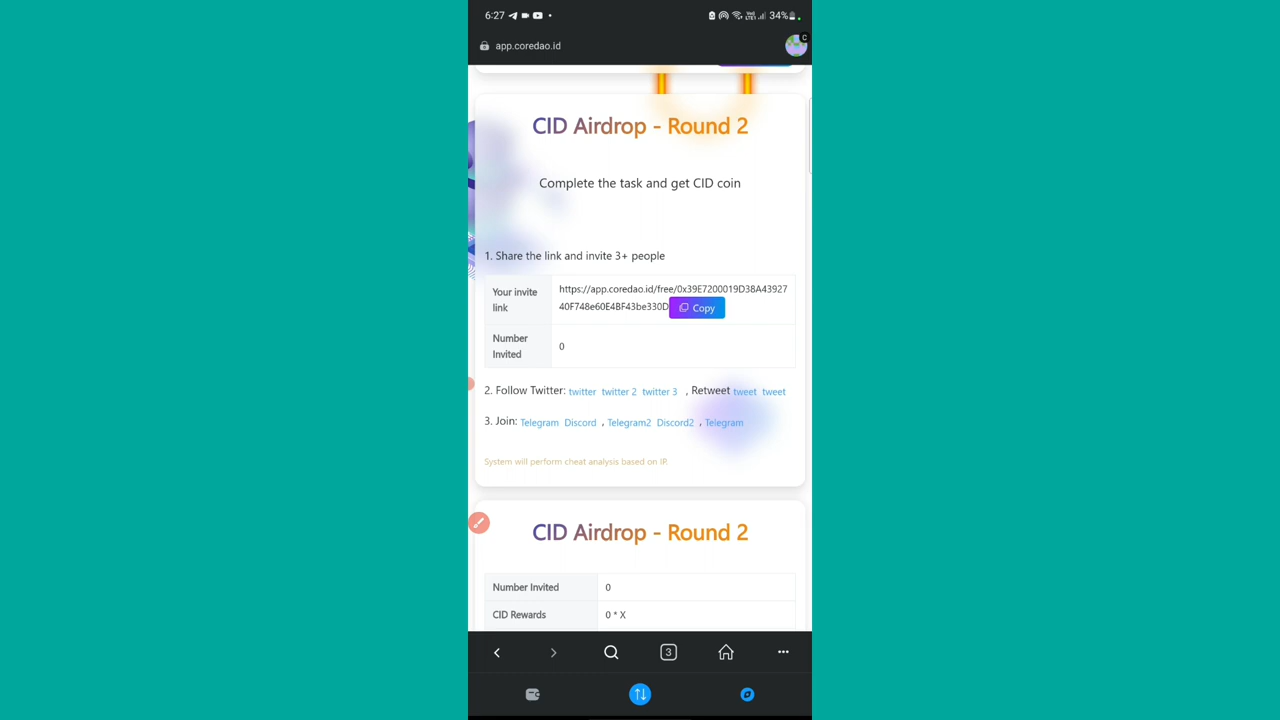 6:27
34%
app.coredao.id
C
CID Airdrop - Round 2
Complete the task and get CID coin
1. Share the link and invite 3+ people
Your invite link
https://app.coredao.id/free/0x39E7200019D38A43927
40F748e60E4BF43be330D Copy
Number Invited
0
2. Follow Twitter: twitter twitter 2 twitter 3 , Retweet tweet tweet
3. Join: Telegram Discord , Telegram2 Discord2 , Telegram
System will perform cheat analysis based on IP.
CID Airdrop - Round 2
Number Invited 0
CID Rewards 0 * X
3